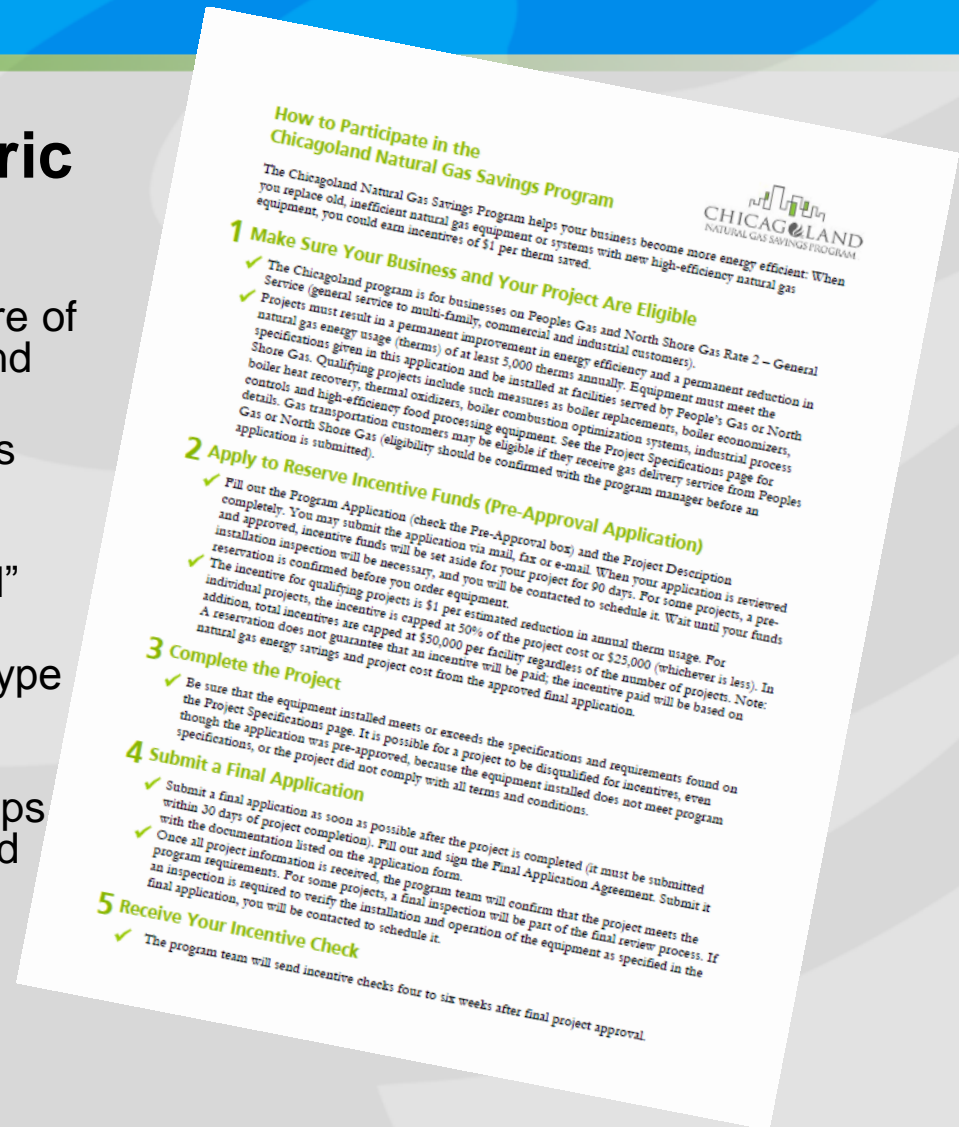 ric
re of
nd
s
l”
ype
ps
d
How to Participate in the
Chicagoland Natural Gas Savings Program
CHICAGOLAND
NATURAL GAS SAVINGS PROGRAM
The Chicagoland Natural Gas Savings Program helps your business become more energy efficient: When
you replace old, inefficient natural gas equipment or systems with new high-efficiency natural gas
equipment, you could earn incentives of $1 per therm saved.
1 Make Sure Your Business and Your Project Are Eligible
✓ The Chicagoland program is for businesses on Peoples Gas and North Shore Gas Rate 2 – General
Service (general service to multi-family, commercial and industrial customers).
✓ Projects must result in a permanent improvement in energy efficiency and a permanent reduction in
natural gas energy usage (therms) of at least 5,000 therms annually. Equipment must meet the
specifications given in this application and be installed at facilities served by People's Gas or North
Shore Gas. Qualifying projects include such measures as boiler replacements, boiler economizers,
boiler heat recovery, thermal oxidizers, boiler combustion optimization systems, industrial process
controls and high-efficiency food processing equipment. See the Project Specifications page for
details. Gas transportation customers may be eligible if they receive gas delivery service from Peoples
Gas or North Shore Gas (eligibility should be confirmed with the program manager before an
application is submitted).
2 Apply to Reserve Incentive Funds (Pre-Approval Application)
✓ Fill out the Program Application (check the Pre-Approval box) and the Project Description
completely. You may submit the application via mail, fax or e-mail. When your application is reviewed
and approved, incentive funds will be set aside for your project for 90 days. For some projects, a pre-
installation inspection will be necessary, and you will be contacted to schedule it. Wait until your funds
reservation is confirmed before you order equipment.
✓ The incentive for qualifying projects is $1 per estimated reduction in annual therm usage. For
individual projects, the incentive is capped at 50% of the project cost or $25,000 (whichever is less). In
addition, total incentives are capped at $50,000 per facility regardless of the number of projects. Note:
A reservation does not guarantee that an incentive will be paid; the incentive paid will be based on
natural gas energy savings and project cost from the approved final application.
3 Complete the Project
✓ Be sure that the equipment installed meets or exceeds the specifications and requirements found on
the Project Specifications page. It is possible for a project to be disqualified for incentives, even
though the application was pre-approved, because the equipment installed does not meet program
specifications, or the project did not comply with all terms and conditions.
4 Submit a Final Application
✓ Submit a final application as soon as possible after the project is completed (it must be submitted
within 30 days of project completion). Fill out and sign the Final Application Agreement. Submit it
with the documentation listed on the application form.
✓ Once all project information is received, the program team will confirm that the project meets the
program requirements. For some projects, a final inspection will be part of the final review process. If
an inspection is required to verify the installation and operation of the equipment as specified in the
final application, you will be contacted to schedule it.
5 Receive Your Incentive Check
✓ The program team will send incentive checks four to six weeks after final project approval.